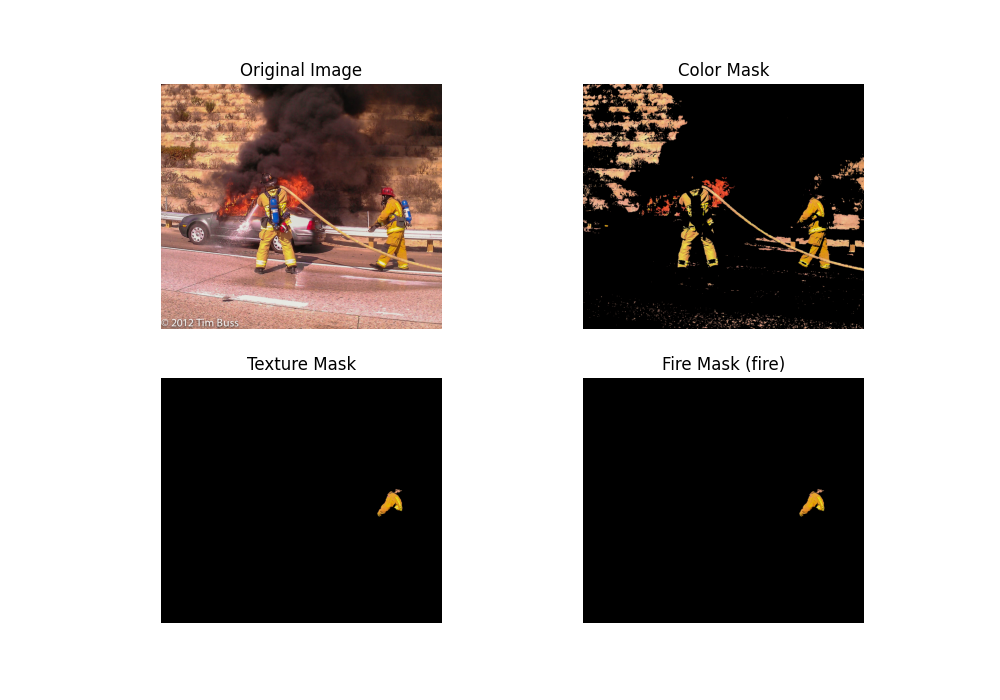 Original Image
Color Mask
© 2012 Tim Buss
Texture Mask
Fire Mask (fire)